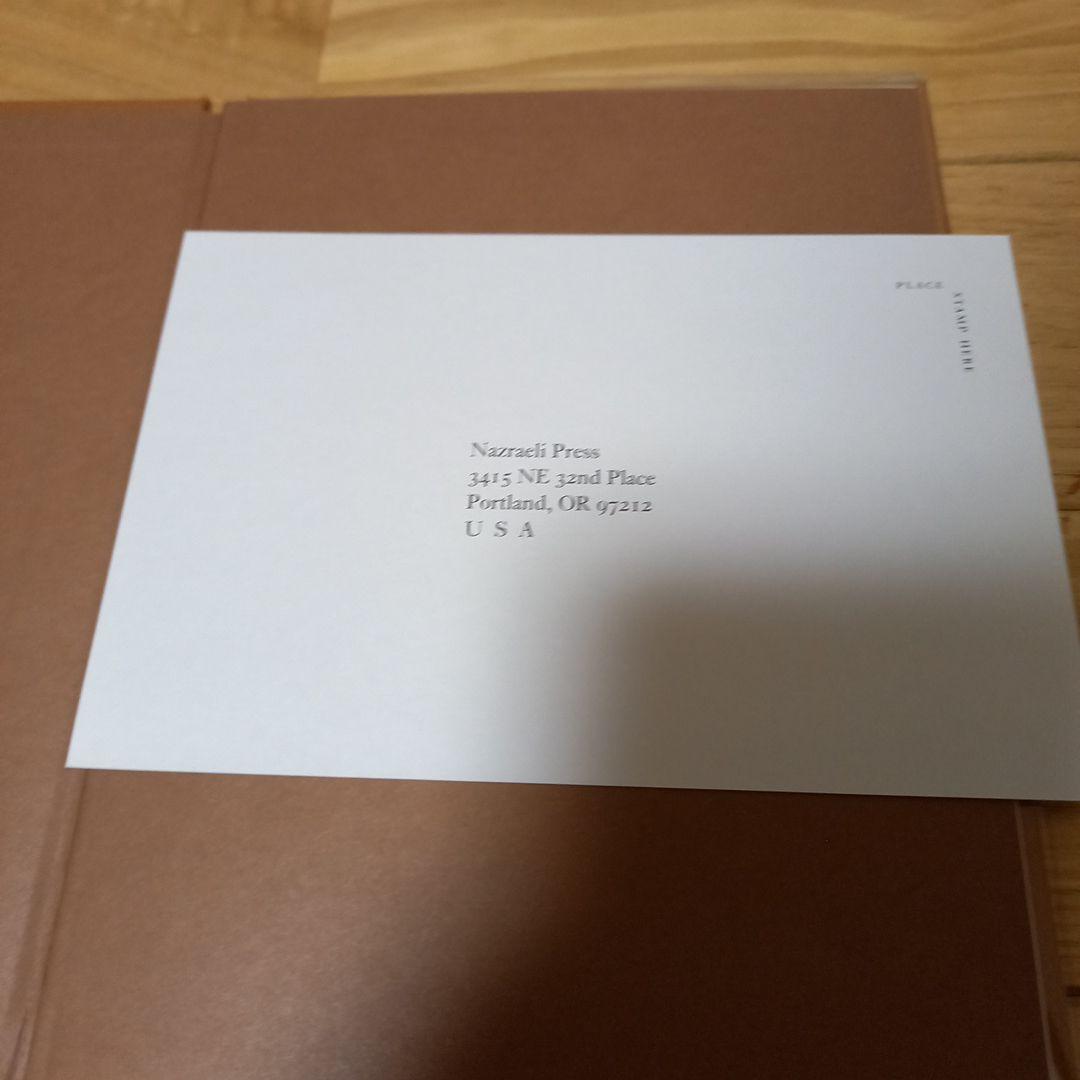 PLACE
STAMP HERE
Nazraeli Press
3415 NE 32nd Place
Portland, OR 97212
U S A